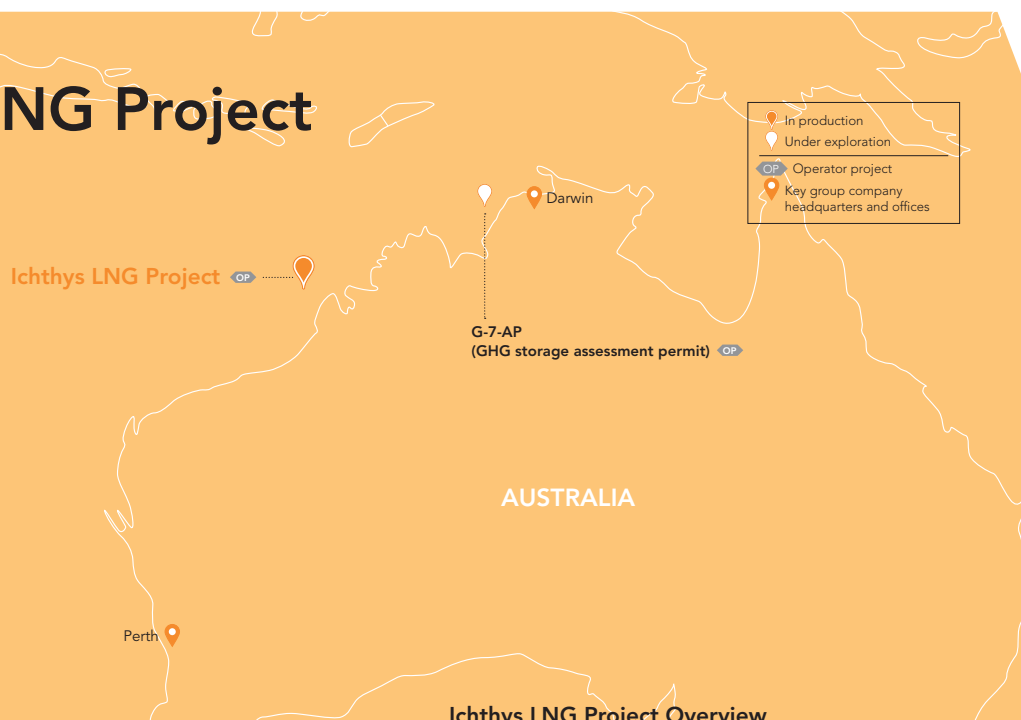 NG Project
In production
Under exploration
OP Operator project
Key group company
headquarters and offices
Darwin
Ichthys LNG Project OP
G-7-AP
(GHG storage assessment permit) OP
AUSTRALIA
Perth
Ichthys LNG Project Overview